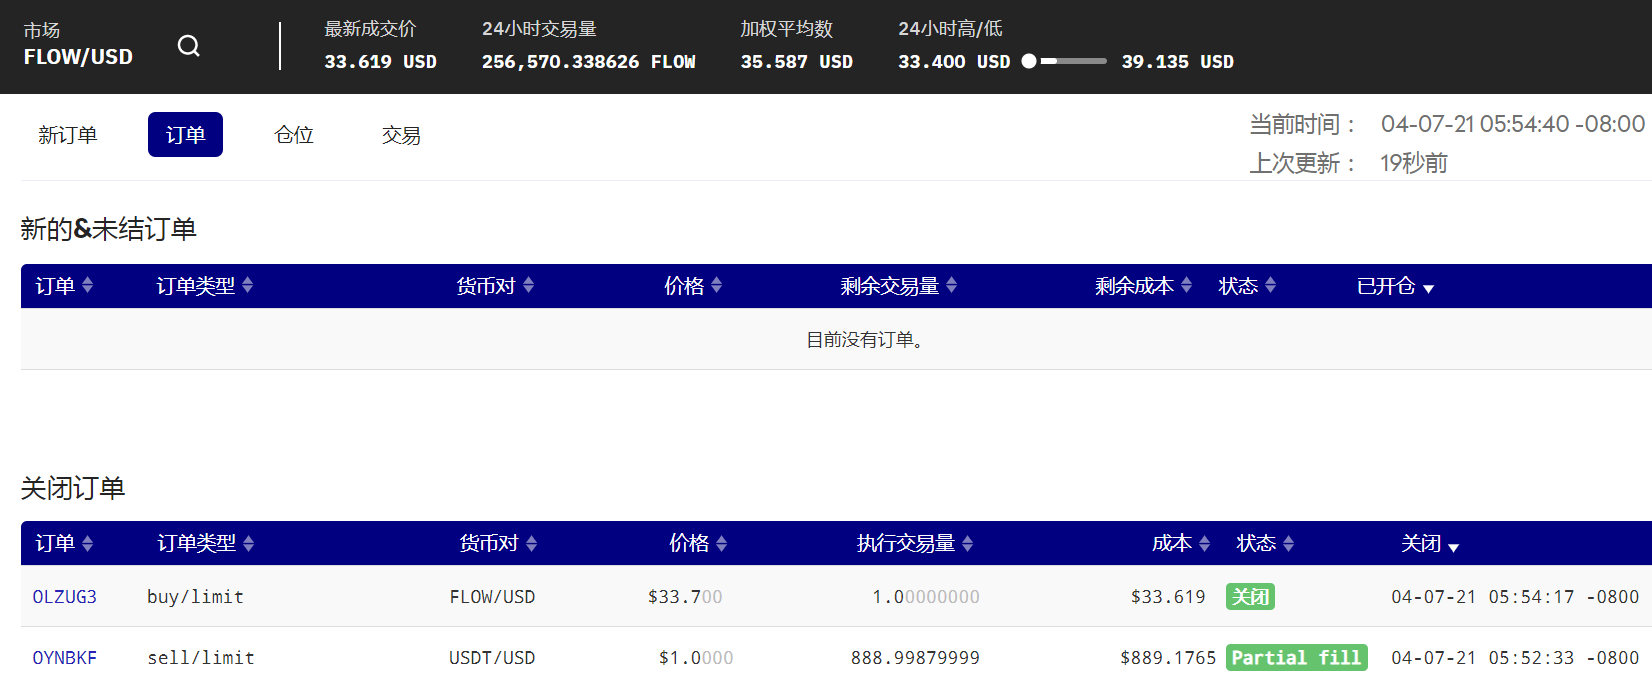 市场
FLOW/USD
最新成交价
33.619 USD
24小时交易量
256,570.338626 FLOW
加权平均数
35.587 USD
24小时高/低
33.400 USD 39.135 USD
新订单 订单 仓位 交易
当前时间： 04-07-21 05:54:40 -08:00
上次更新： 19秒前
新的&未结订单
订单 订单类型 货币对 价格 剩余交易量 剩余成本 状态 已开仓
目前没有订单。
关闭订单
订单 订单类型 货币对 价格 执行交易量 成本 状态 关闭
OLZUG3 buy/limit FLOW/USD $33.700 1.00000000 $33.619 关闭 04-07-21 05:54:17 -0800
OYNBKF sell/limit USDT/USD $1.0000 888.99879999 $889.1765 Partial fill 04-07-21 05:52:33 -0800